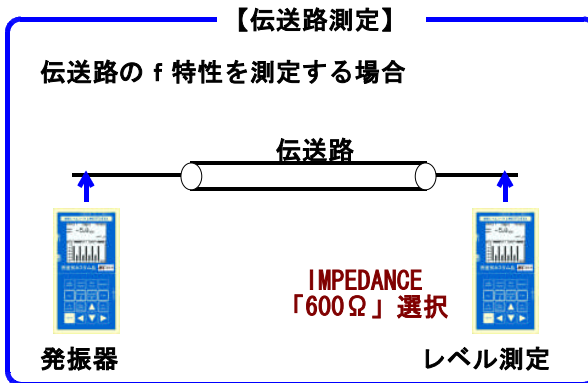 【伝送路測定】
伝送路のf特性を測定する場合
伝送路
IMPEDANCE
「600Ω」選択
発振器
レベル測定